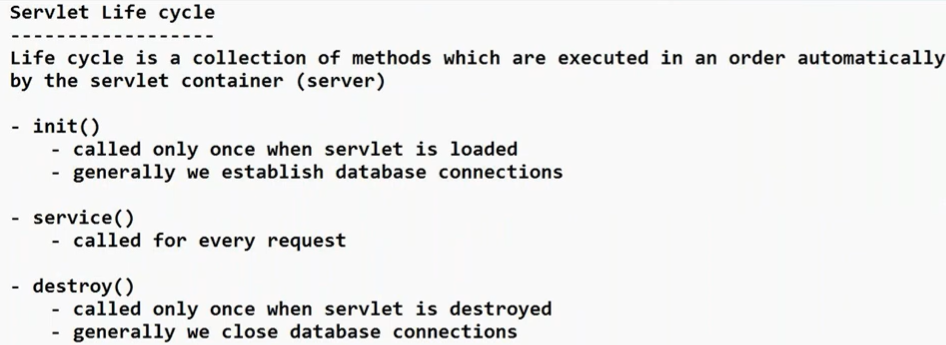 Servlet Life cycle
------------------
Life cycle is a collection of methods which are executed in an order automatically
by the servlet container (server)
- init()
- called only once when servlet is loaded
- generally we establish database connections
- service()
- called for every request
- destroy()
- called only once when servlet is destroyed
- generally we close database connections